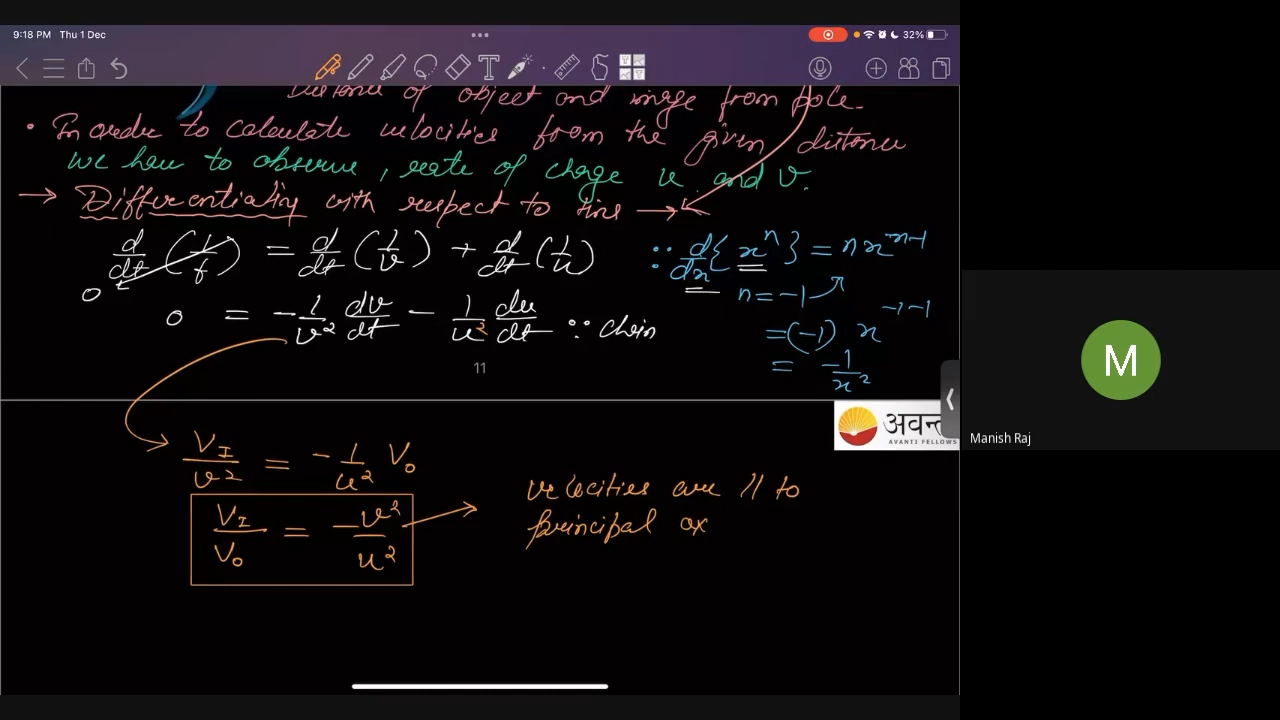 9:18 PM Thu 1 Dec
32%
Distance of object and image from pole.
• In order to calculate velocities from the given distance
we have to observe, rate of change u and v.
→ Differentiating with respect to time →
d/dt (1/f) = d/dt (1/v) + d/dt (1/u)
0
0 = -1/v² dv/dt - 1/u² du/dt ∵ chain
∵ d/dx {x^n} = n x^n-1
n = -1
= (-1) x^-1-1
= -1/x²
11
अवन्
AVANTI FELLOWS
V_I/v² = -1/u² V_o
V_I/V_o = -v²/u²
velocities are // to
principal ax
M
Manish Raj